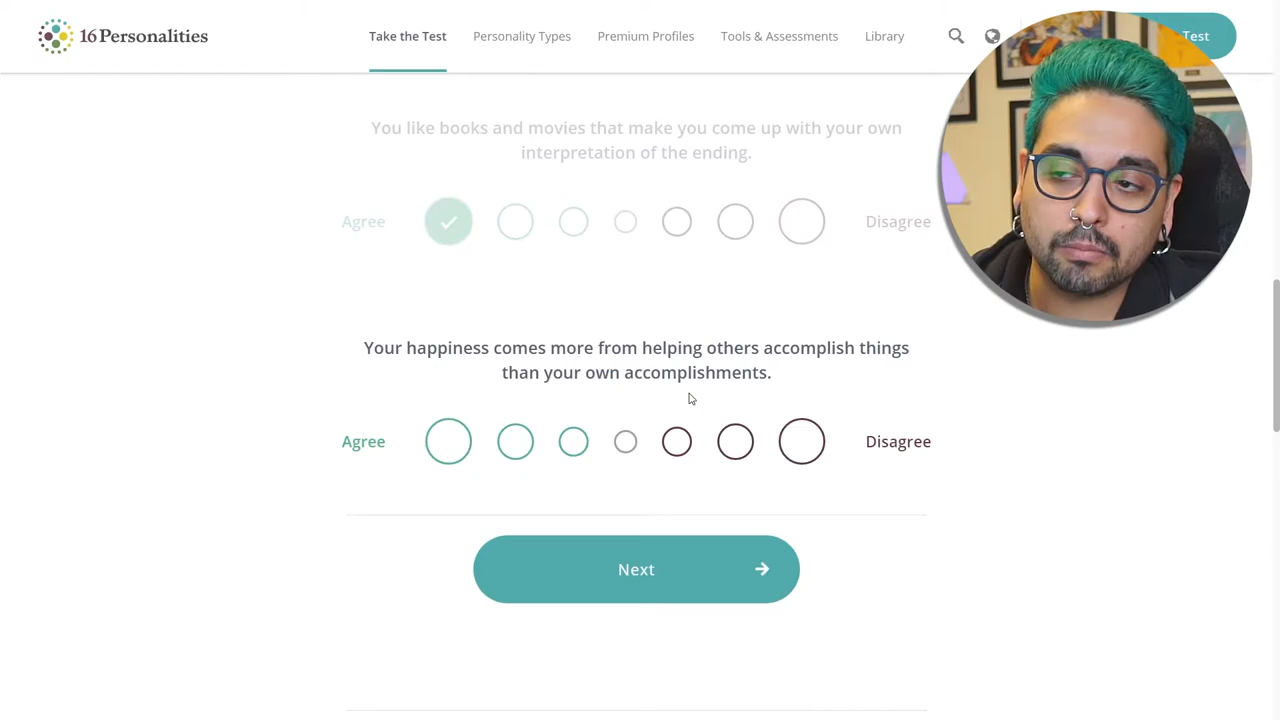 16Personalities
Take the Test
Personality Types
Premium Profiles
Tools & Assessments
Library
Test
You like books and movies that make you come up with your own
interpretation of the ending.
Agree
Disagree
Your happiness comes more from helping others accomplish things
than your own accomplishments.
Agree
Disagree
Next